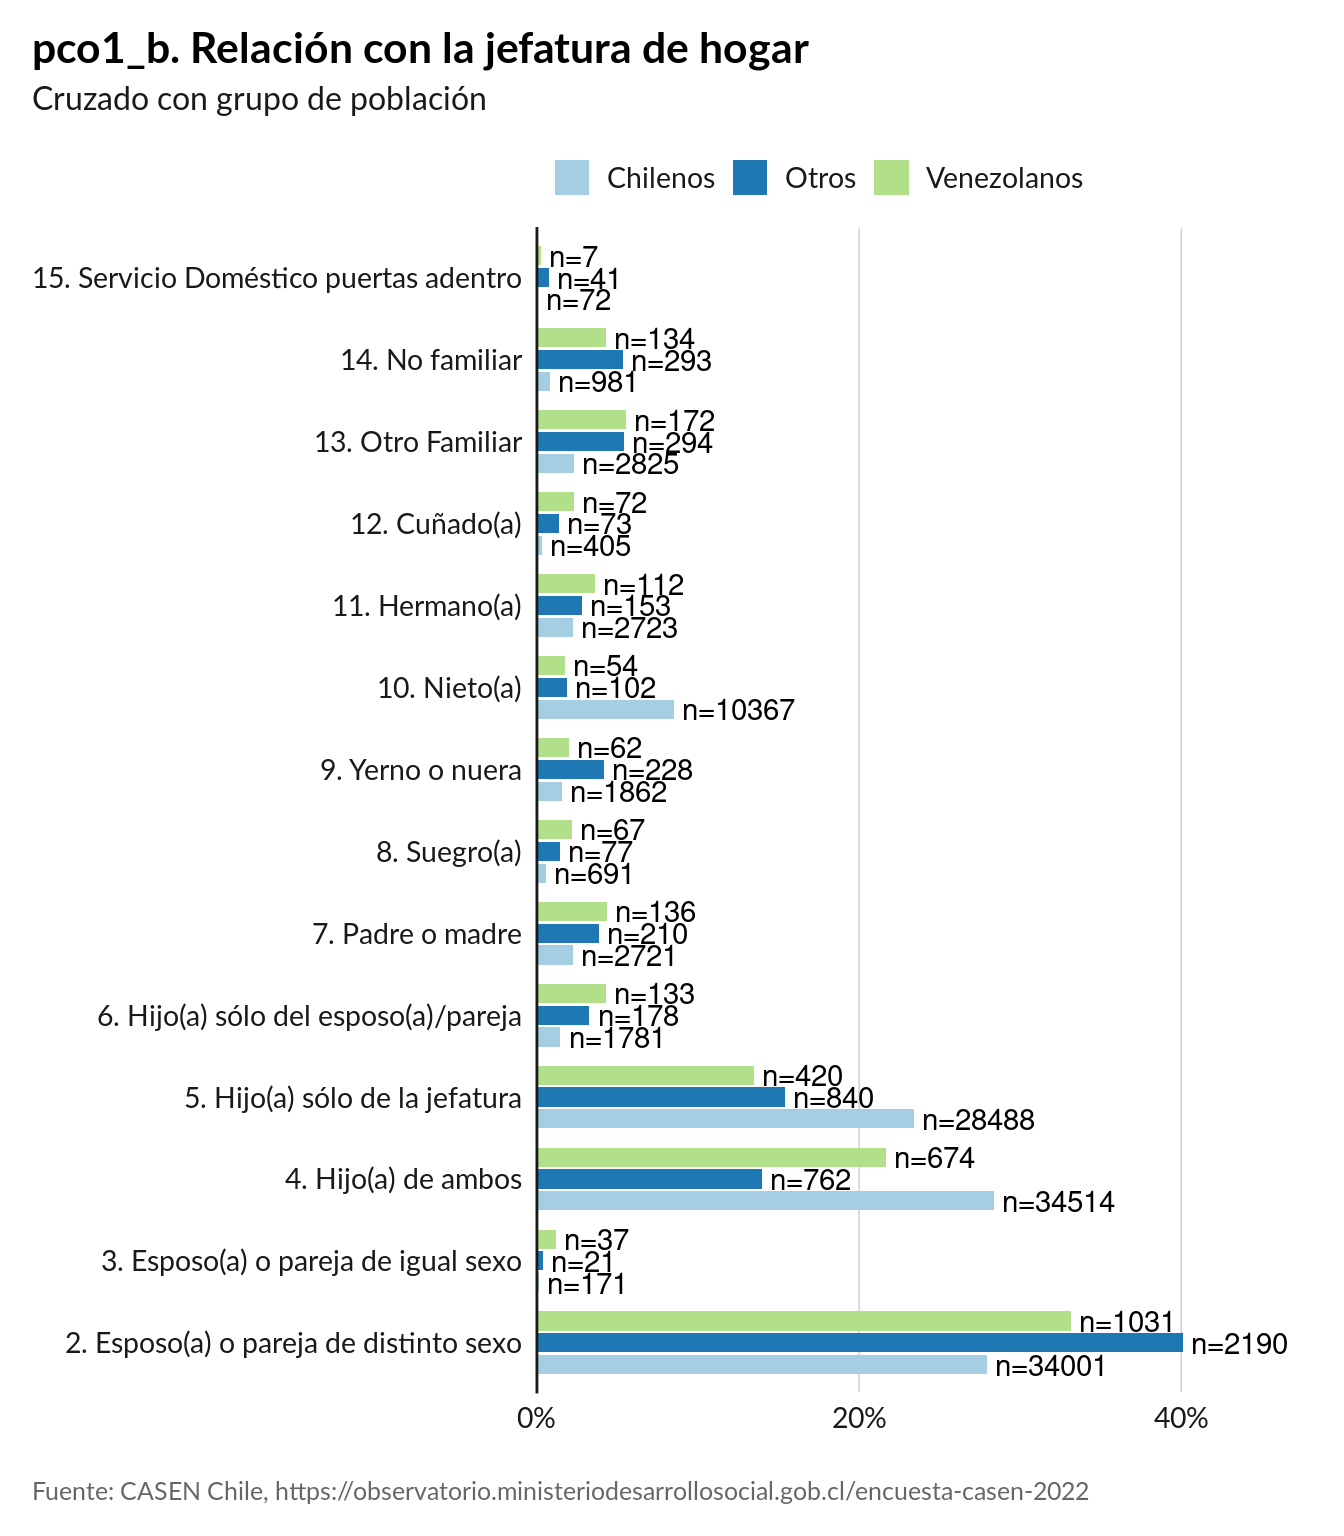 pco1_b. Relación con la jefatura de hogar
Cruzado con grupo de población
Chilenos Otros Venezolanos
15. Servicio Doméstico puertas adentro
n=7
n=41
n=72
14. No familiar
n=134
n=293
n=981
13. Otro Familiar
n=172
n=294
n=2825
12. Cuñado(a)
n=72
n=73
n=405
11. Hermano(a)
n=112
n=153
n=2723
10. Nieto(a)
n=54
n=102
n=10367
9. Yerno o nuera
n=62
n=228
n=1862
8. Suegro(a)
n=67
n=77
n=691
7. Padre o madre
n=136
n=210
n=2721
6. Hijo(a) sólo del esposo(a)/pareja
n=133
n=178
n=1781
5. Hijo(a) sólo de la jefatura
n=420
n=840
n=28488
4. Hijo(a) de ambos
n=674
n=762
n=34514
3. Esposo(a) o pareja de igual sexo
n=37
n=21
n=171
2. Esposo(a) o pareja de distinto sexo
n=1031
n=2190
n=34001
0% 20% 40%
Fuente: CASEN Chile, https://observatorio.ministeriodesarrollosocial.gob.cl/encuesta-casen-2022